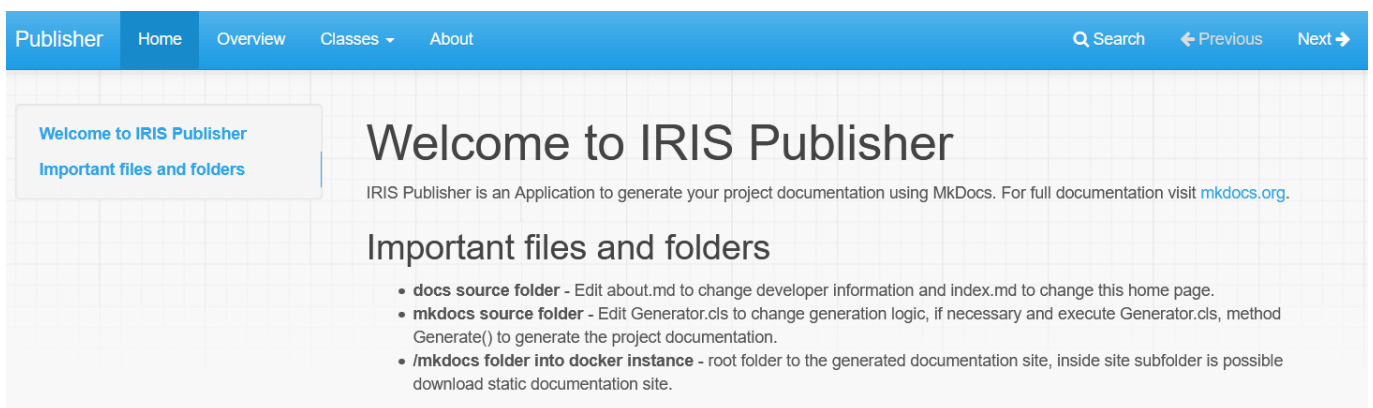 Publisher Home Overview Classes About Search Previous Next
Welcome to IRIS Publisher
Important files and folders
Welcome to IRIS Publisher
IRIS Publisher is an Application to generate your project documentation using MkDocs. For full documentation visit mkdocs.org.
Important files and folders
docs source folder - Edit about.md to change developer information and index.md to change this home page.
mkdocs source folder - Edit Generator.cls to change generation logic, if necessary and execute Generator.cls, method
Generate() to generate the project documentation.
/mkdocs folder into docker instance - root folder to the generated documentation site, inside site subfolder is possible
download static documentation site.